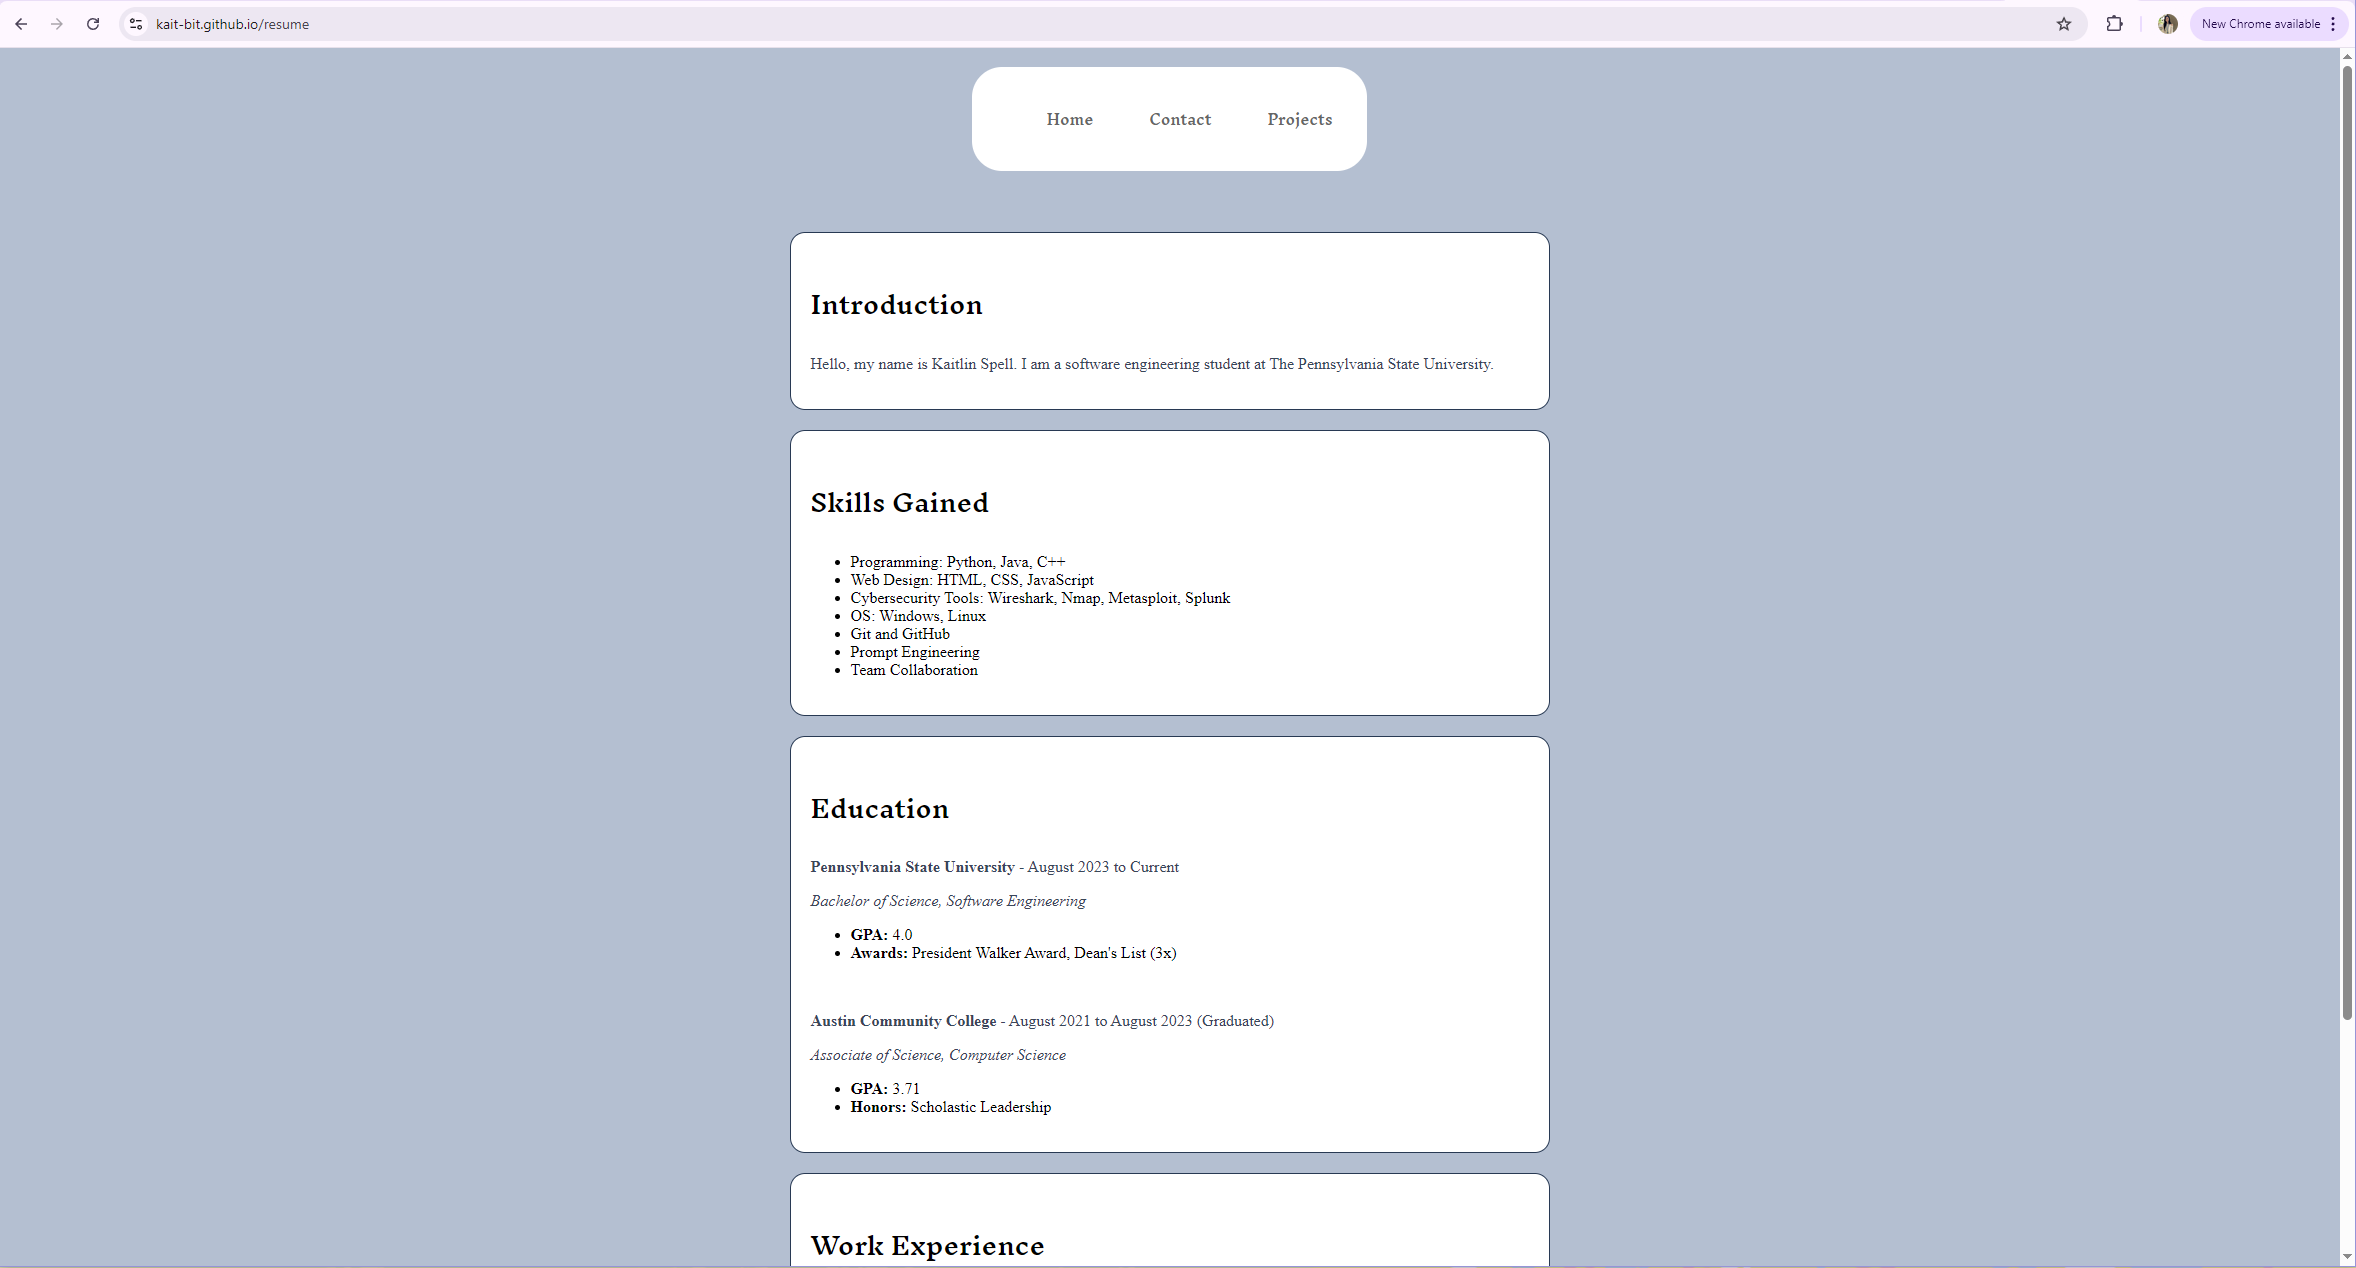 kait-bit.github.io/resume
New Chrome available
Home Contact Projects
Introduction
Hello, my name is Kaitlin Spell. I am a software engineering student at The Pennsylvania State University.
Skills Gained
• Programming: Python, Java, C++
• Web Design: HTML, CSS, JavaScript
• Cybersecurity Tools: Wireshark, Nmap, Metasploit, Splunk
• OS: Windows, Linux
• Git and GitHub
• Prompt Engineering
• Team Collaboration
Education
Pennsylvania State University - August 2023 to Current
Bachelor of Science, Software Engineering
• GPA: 4.0
• Awards: President Walker Award, Dean's List (3x)
Austin Community College - August 2021 to August 2023 (Graduated)
Associate of Science, Computer Science
• GPA: 3.71
• Honors: Scholastic Leadership
Work Experience